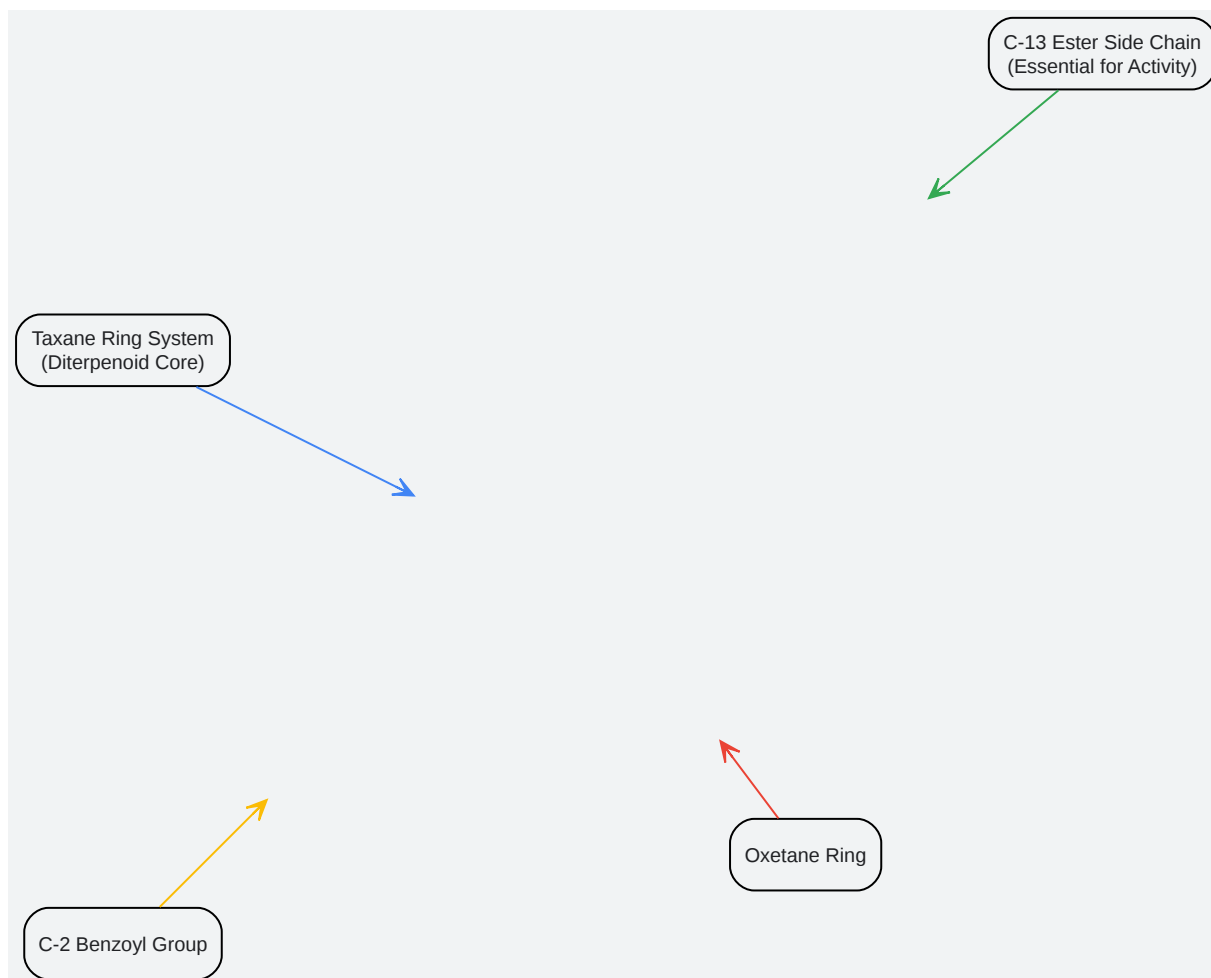 C-13 Ester Side Chain
(Essential for Activity)
Taxane Ring System
(Diterpenoid Core)
Oxetane Ring
C-2 Benzoyl Group